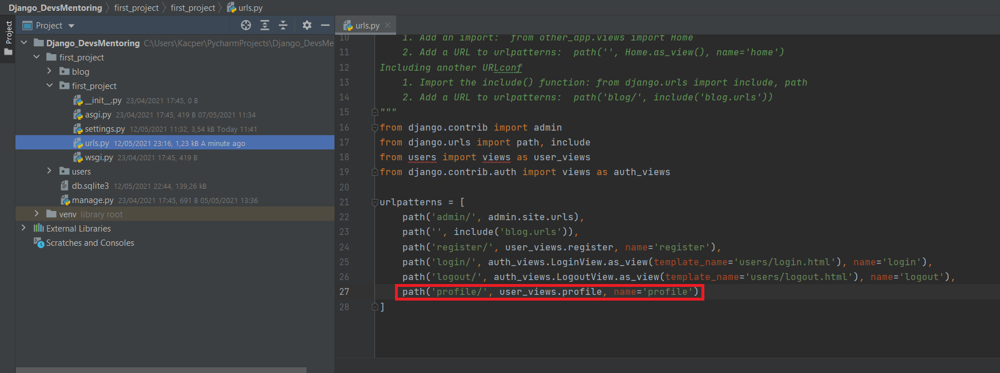 Django_DevsMentoring first_project first_project urls.py
Project
Project
Django_DevsMentoring C:\Users\Kacper\PycharmProjects\Django_DevsMe
first_project
blog
first_project
__init__.py 23/04/2021 17:45, 0 B
asgi.py 23/04/2021 17:45, 419 B 07/05/2021 11:34
settings.py 12/05/2021 11:32, 3,54 kB Today 11:41
urls.py 12/05/2021 23:16, 1,23 kB A minute ago
wsgi.py 23/04/2021 17:45, 419 B
users
db.sqlite3 12/05/2021 22:44, 139,26 kB
manage.py 23/04/2021 17:45, 691 B 05/05/2021 13:36
venv library root
External Libraries
Scratches and Consoles
urls.py
10 1. Add an import:  from other_app.views import Home
11 2. Add a URL to urlpatterns:  path('', Home.as_view(), name='home')
12 Including another URLconf
13 1. Import the include() function: from django.urls import include, path
14 2. Add a URL to urlpatterns:  path('blog/', include('blog.urls'))
15 """
16 from django.contrib import admin
17 from django.urls import path, include
18 from users import views as user_views
19 from django.contrib.auth import views as auth_views
20
21 urlpatterns = [
22 path('admin/', admin.site.urls),
23 path('', include('blog.urls')),
24 path('register/', user_views.register, name='register'),
25 path('login/', auth_views.LoginView.as_view(template_name='users/login.html'), name='login'),
26 path('logout/', auth_views.LogoutView.as_view(template_name='users/logout.html'), name='logout'),
27 path('profile/', user_views.profile, name='profile')
28 ]